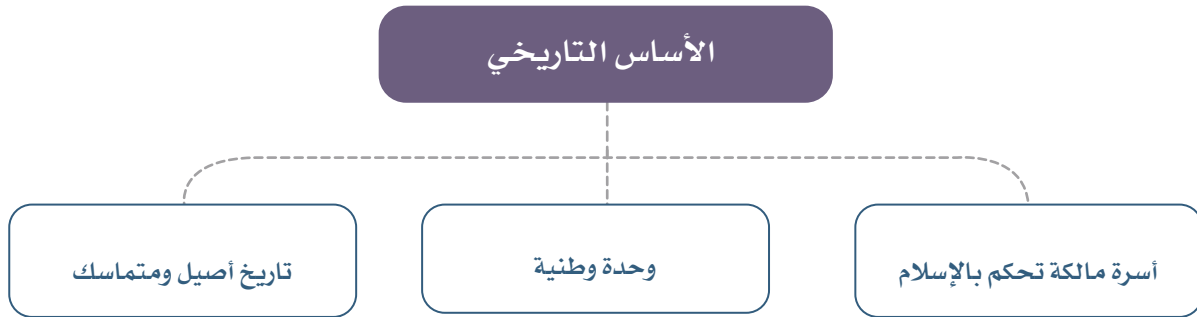 الأساس التاريخي
أسرة مالكة تحكم بالإسلام
وحدة وطنية
تاريخ أصيل ومتماسك